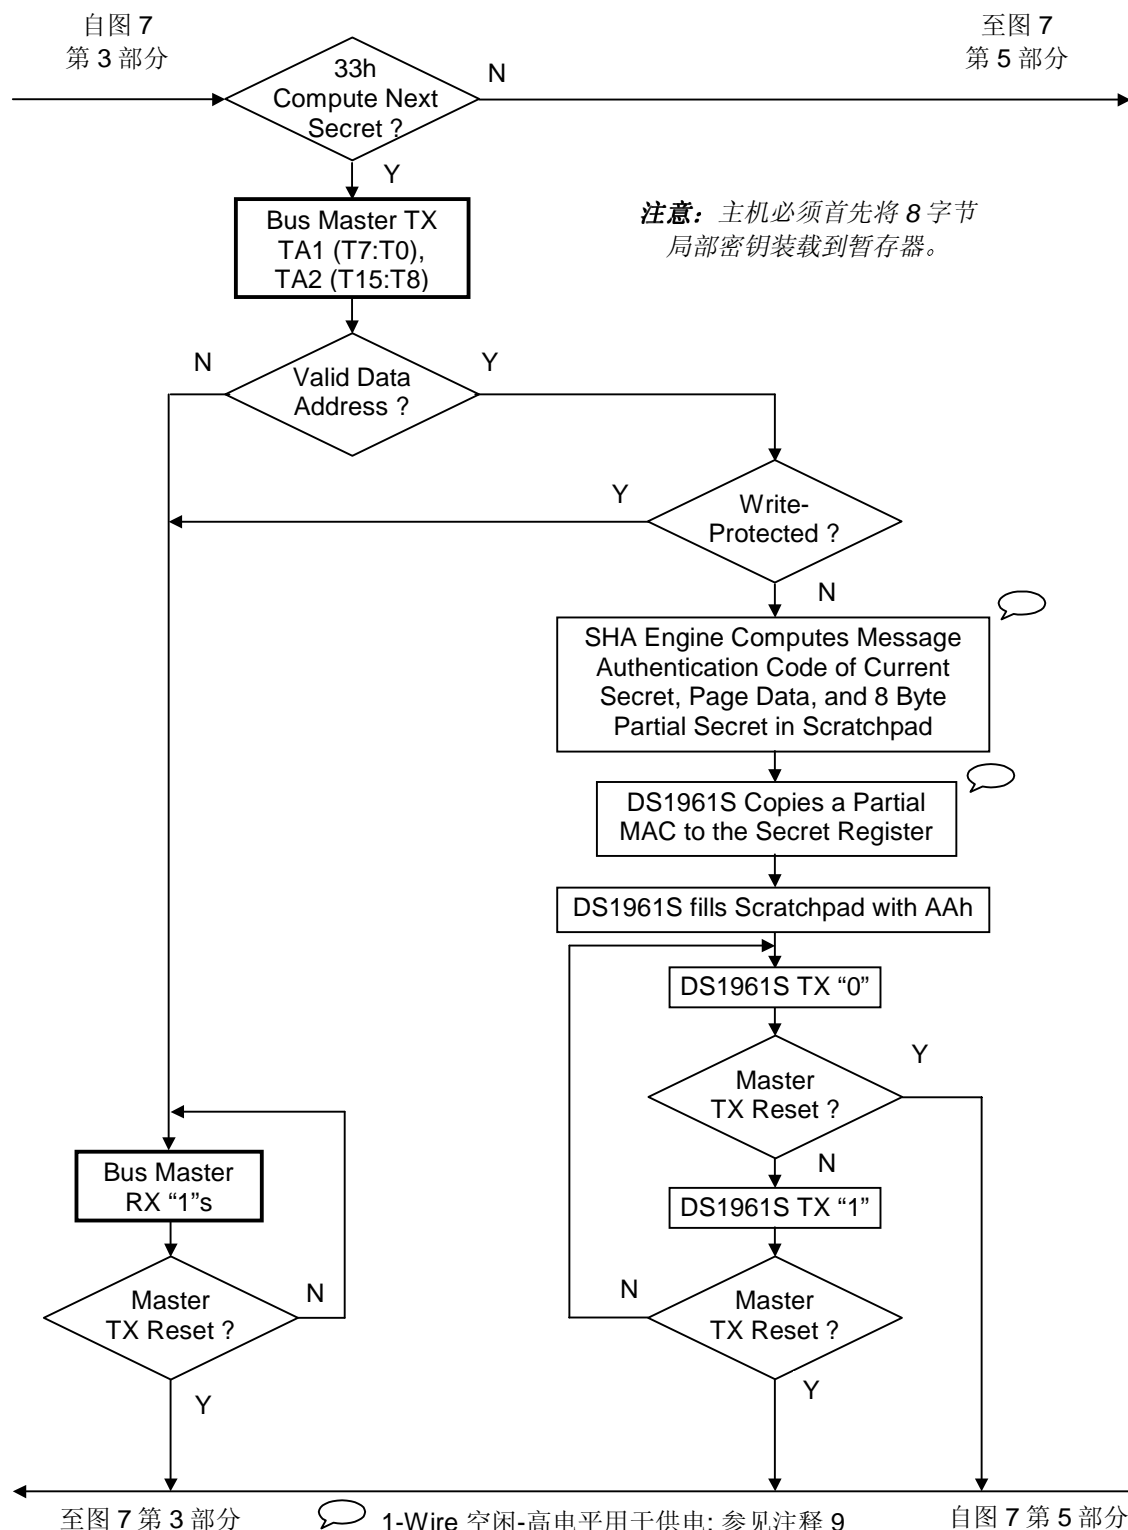 自图 7
第 3 部分
至图 7
第 5 部分
33h
Compute Next
Secret ?
N
Y
Bus Master TX
TA1 (T7:T0),
TA2 (T15:T8)
注意：主机必须首先将 8 字节
局部密钥装载到暂存器。
N
Valid Data
Address ?
Y
Y
Write-
Protected ?
N
SHA Engine Computes Message
Authentication Code of Current
Secret, Page Data, and 8 Byte
Partial Secret in Scratchpad
DS1961S Copies a Partial
MAC to the Secret Register
DS1961S fills Scratchpad with AAh
DS1961S TX “0”
Master
TX Reset ?
Y
N
DS1961S TX “1”
Bus Master
RX “1”s
Master
TX Reset ?
N
Y
N
Master
TX Reset ?
Y
至图 7 第 3 部分
1-Wire 空闲-高电平用于供电; 参见注释 9
自图 7 第 5 部分